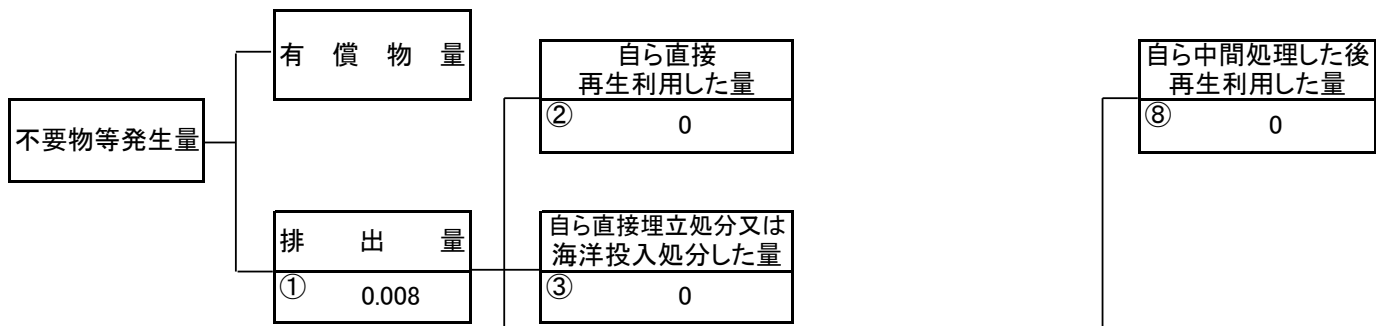 有償物量
自ら直接
再生利用した量
② 0
自ら中間処理した後
再生利用した量
⑧ 0
不要物等発生量
排出量
① 0.008
自ら直接埋立処分又は
海洋投入処分した量
③ 0